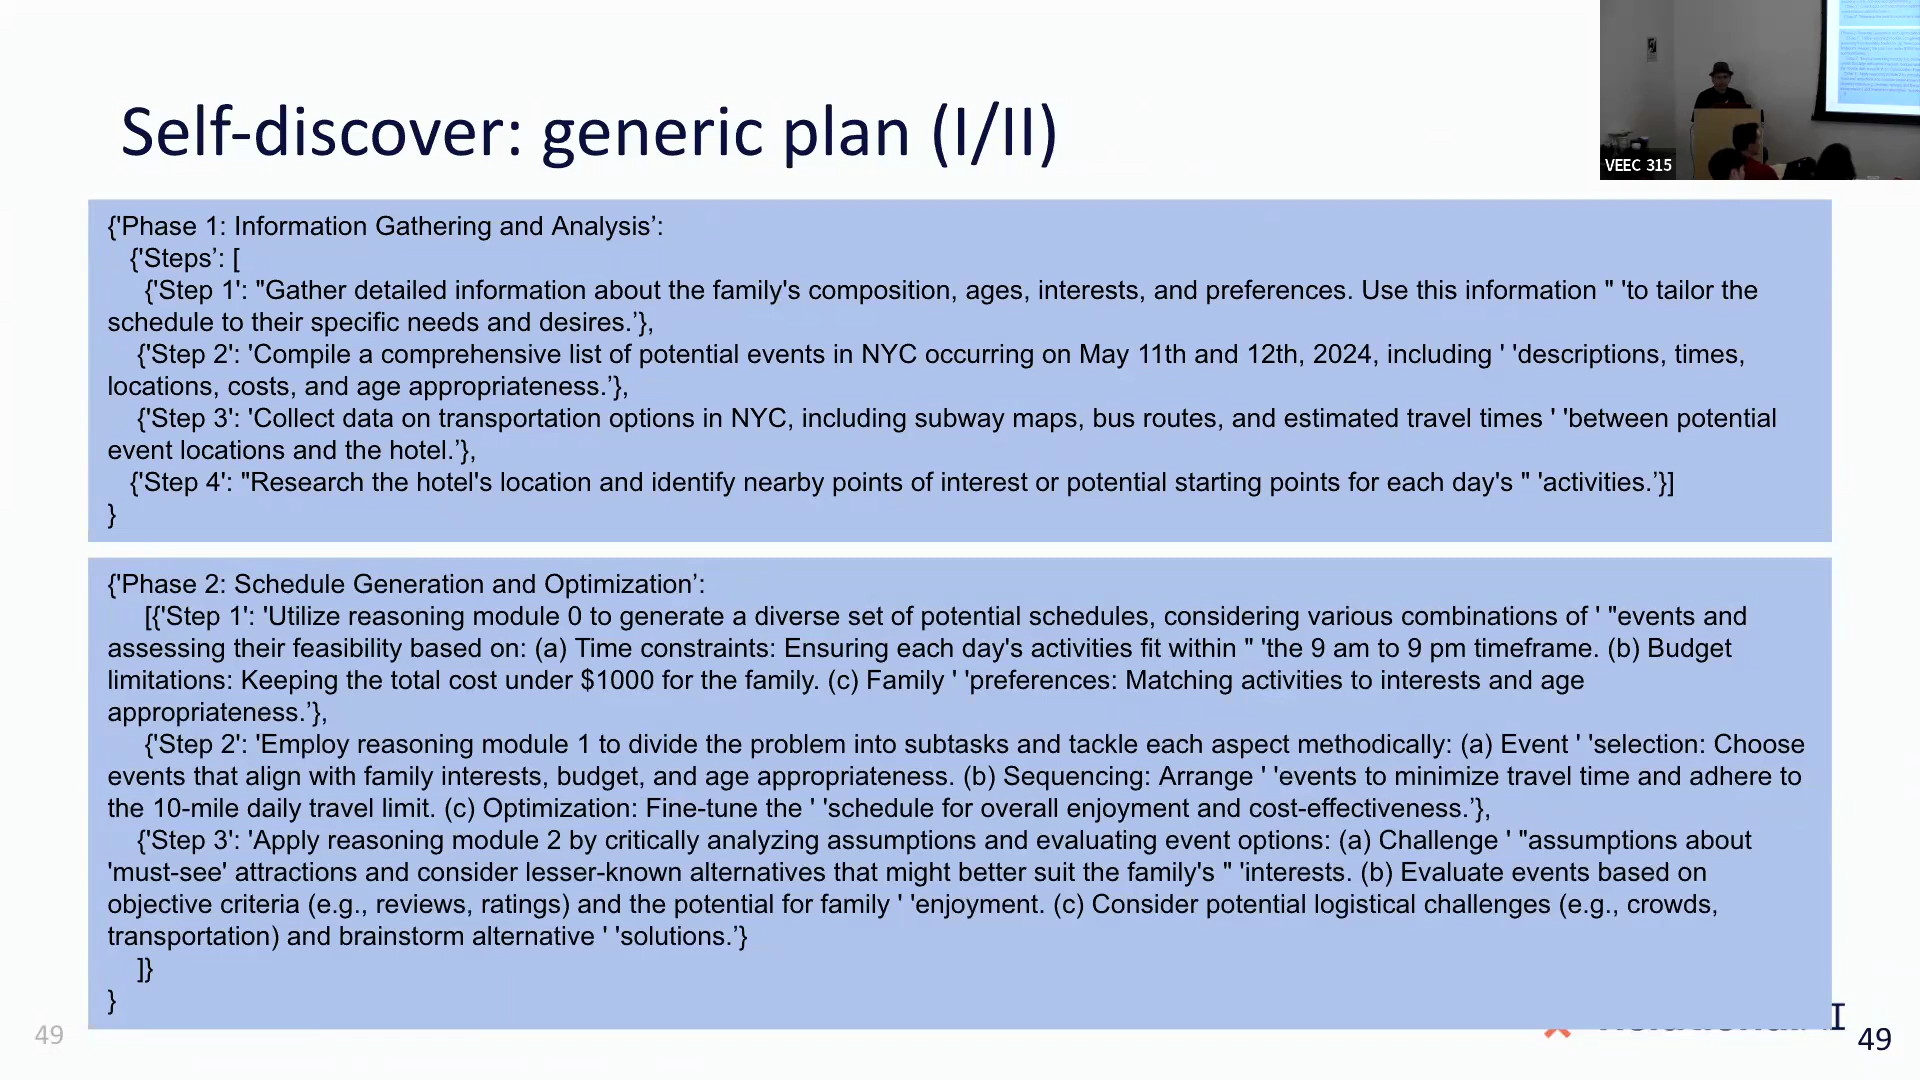 Self-discover: generic plan (I/II)
VEEC 315
{'Phase 1: Information Gathering and Analysis’:
{'Steps’: [
{'Step 1': "Gather detailed information about the family's composition, ages, interests, and preferences. Use this information " 'to tailor the
schedule to their specific needs and desires.’},
{'Step 2': 'Compile a comprehensive list of potential events in NYC occurring on May 11th and 12th, 2024, including ' 'descriptions, times,
locations, costs, and age appropriateness.’},
{'Step 3': 'Collect data on transportation options in NYC, including subway maps, bus routes, and estimated travel times ' 'between potential
event locations and the hotel.’},
{'Step 4': "Research the hotel's location and identify nearby points of interest or potential starting points for each day's " 'activities.’}]
}
{'Phase 2: Schedule Generation and Optimization’:
[{'Step 1': 'Utilize reasoning module 0 to generate a diverse set of potential schedules, considering various combinations of ' "events and
assessing their feasibility based on: (a) Time constraints: Ensuring each day's activities fit within " 'the 9 am to 9 pm timeframe. (b) Budget
limitations: Keeping the total cost under $1000 for the family. (c) Family ' 'preferences: Matching activities to interests and age
appropriateness.’},
{'Step 2': 'Employ reasoning module 1 to divide the problem into subtasks and tackle each aspect methodically: (a) Event ' 'selection: Choose
events that align with family interests, budget, and age appropriateness. (b) Sequencing: Arrange ' 'events to minimize travel time and adhere to
the 10-mile daily travel limit. (c) Optimization: Fine-tune the ' 'schedule for overall enjoyment and cost-effectiveness.’},
{'Step 3': 'Apply reasoning module 2 by critically analyzing assumptions and evaluating event options: (a) Challenge ' "assumptions about
'must-see' attractions and consider lesser-known alternatives that might better suit the family's " 'interests. (b) Evaluate events based on
objective criteria (e.g., reviews, ratings) and the potential for family ' 'enjoyment. (c) Consider potential logistical challenges (e.g., crowds,
transportation) and brainstorm alternative ' 'solutions.’}
]}
}
49
49